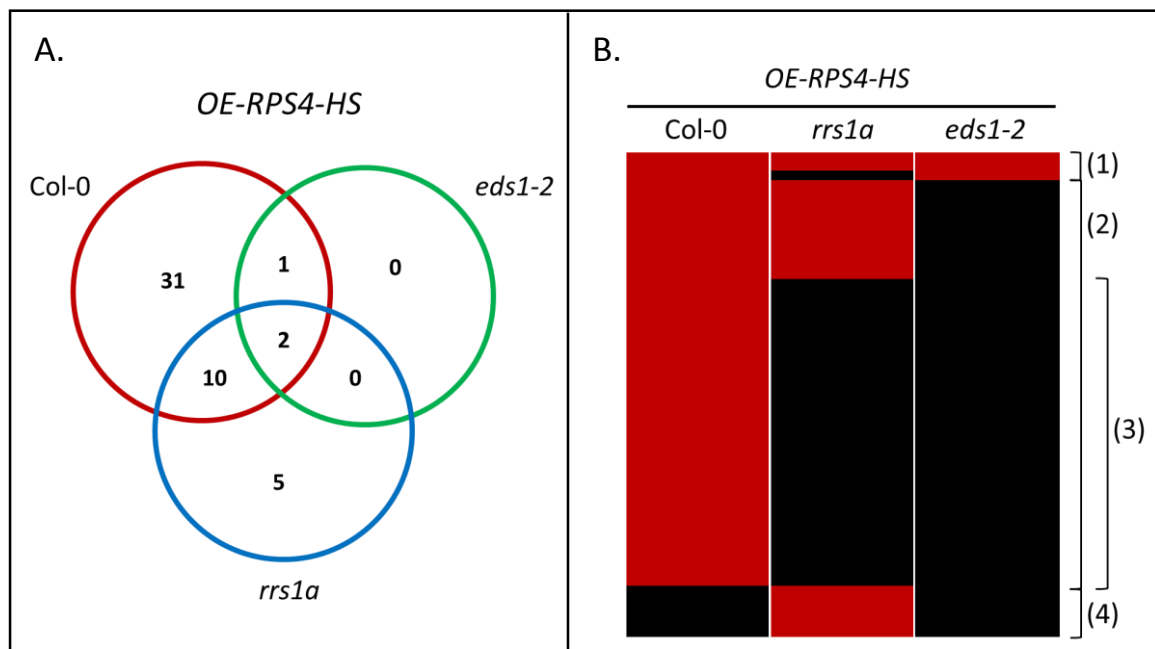 A.
OE-RPS4-HS
Col-0
eds1-2
31
1
0
2
10
0
5
rrs1a
B.
OE-RPS4-HS
Col-0 rrs1a eds1-2
(1)
(2)
(3)
(4)